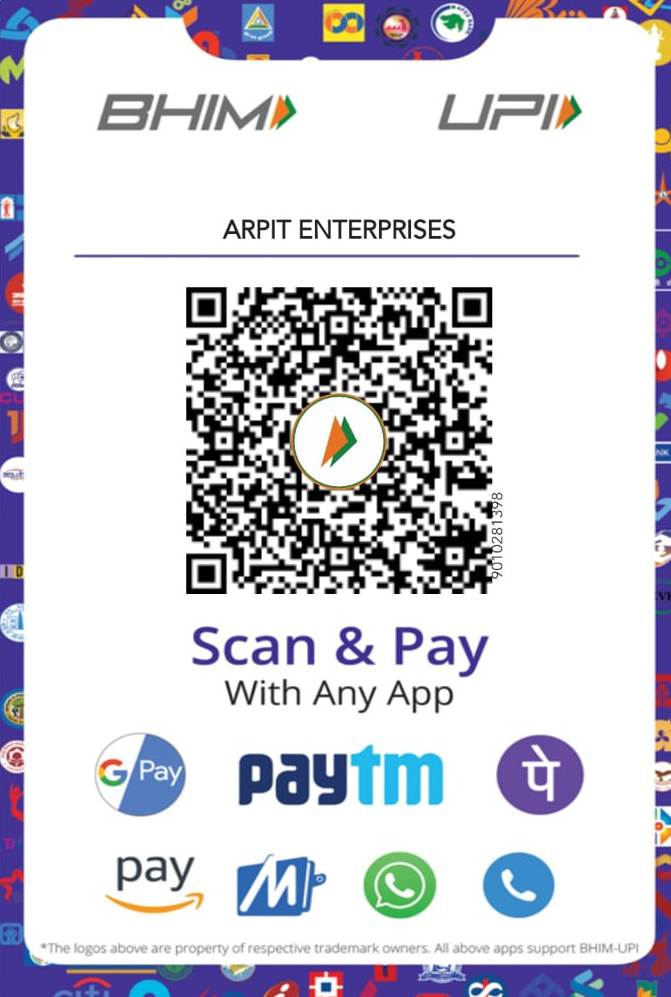 BHIM UPI
ARPIT ENTERPRISES
9010281398
Scan & Pay
With Any App
G Pay paytm पे
pay M
*The logos above are property of respective trademark owners. All above apps support BHIM-UPI
citi